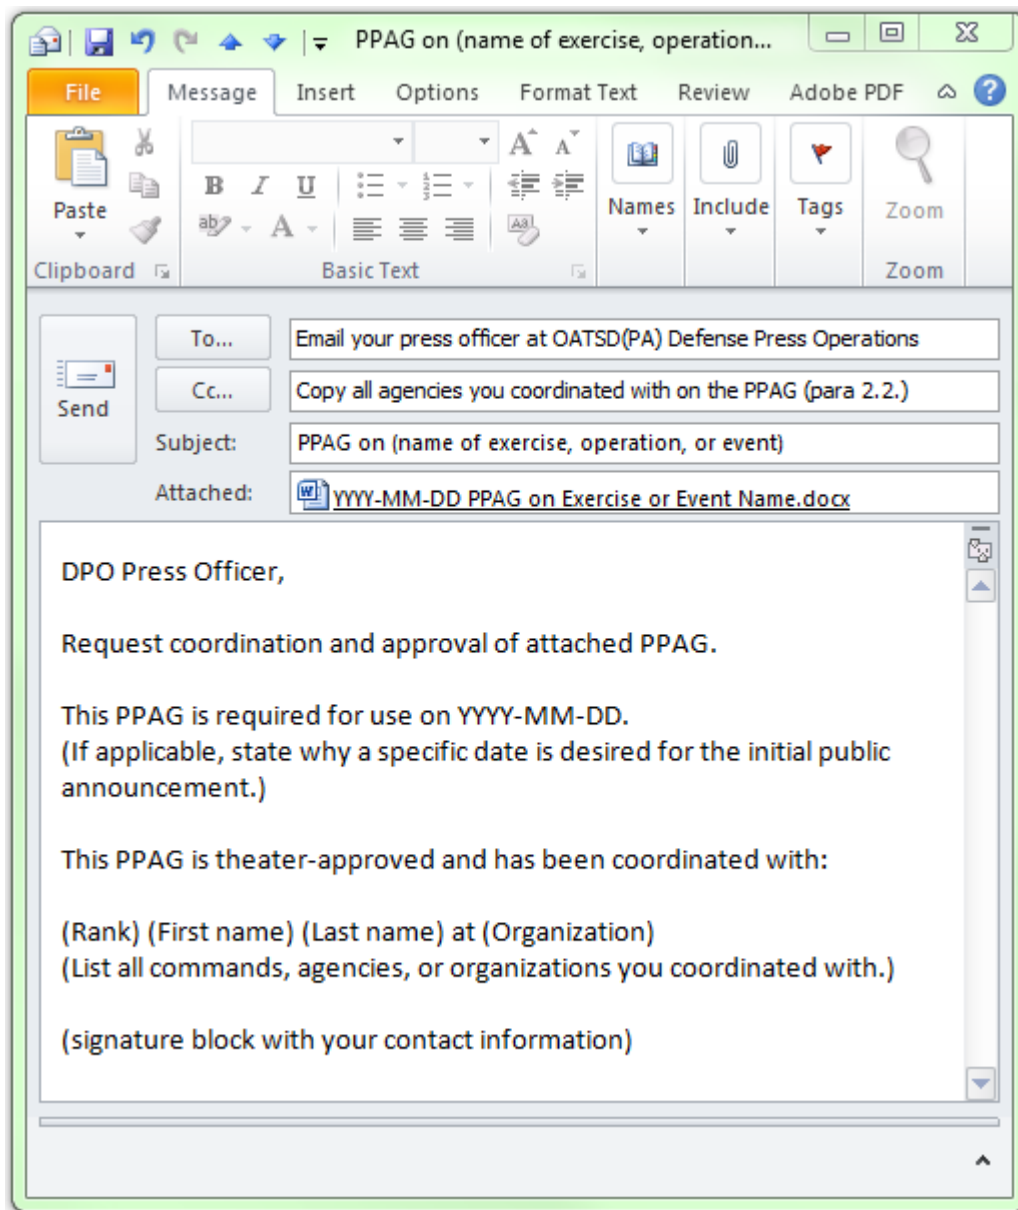 PPAG on (name of exercise, operation...
File Message Insert Options Format Text Review Adobe PDF
Paste
B I U
A A
ab A
Aa
Names Include Tags Zoom
Clipboard Basic Text Zoom
Send
To... Email your press officer at OATSD(PA) Defense Press Operations
Cc... Copy all agencies you coordinated with on the PPAG (para 2.2.)
Subject: PPAG on (name of exercise, operation, or event)
Attached: YYYY-MM-DD PPAG on Exercise or Event Name.docx
DPO Press Officer,
Request coordination and approval of attached PPAG.
This PPAG is required for use on YYYY-MM-DD.
(If applicable, state why a specific date is desired for the initial public
announcement.)
This PPAG is theater-approved and has been coordinated with:
(Rank) (First name) (Last name) at (Organization)
(List all commands, agencies, or organizations you coordinated with.)
(signature block with your contact information)